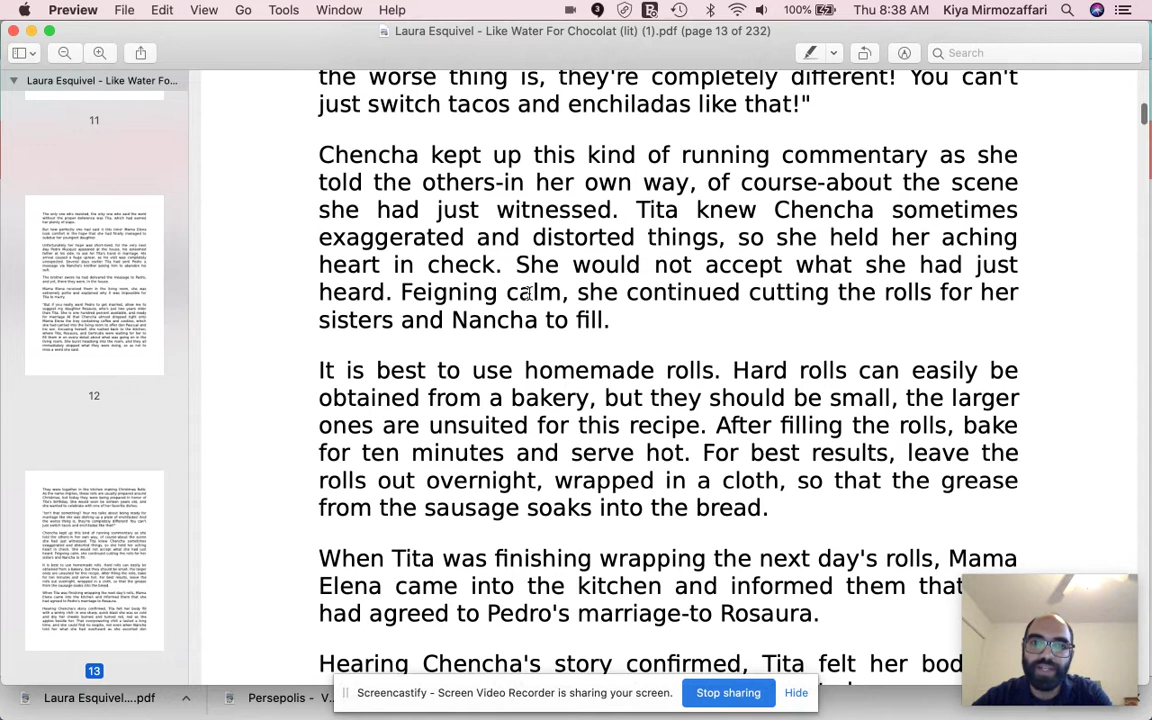 Preview File Edit View Go Tools Window Help 3 100% Thu 8:38 AM Kiya Mirmozaffari
Laura Esquivel - Like Water For Chocolat (lit) (1).pdf (page 13 of 232)
Search
Laura Esquivel - Like Water Fo...
11
12
13
the worse thing is, they're completely different! You can't
just switch tacos and enchiladas like that!"
Chencha kept up this kind of running commentary as she
told the others-in her own way, of course-about the scene
she had just witnessed. Tita knew Chencha sometimes
exaggerated and distorted things, so she held her aching
heart in check. She would not accept what she had just
heard. Feigning calm, she continued cutting the rolls for her
sisters and Nancha to fill.
It is best to use homemade rolls. Hard rolls can easily be
obtained from a bakery, but they should be small, the larger
ones are unsuited for this recipe. After filling the rolls, bake
for ten minutes and serve hot. For best results, leave the
rolls out overnight, wrapped in a cloth, so that the grease
from the sausage soaks into the bread.
When Tita was finishing wrapping the next day's rolls, Mama
Elena came into the kitchen and informed them that
had agreed to Pedro's marriage-to Rosaura.
Hearing Chencha's story confirmed, Tita felt her bod
Laura Esquivel....pdf
Persepolis - V...
Screencastify - Screen Video Recorder is sharing your screen.
Stop sharing
Hide